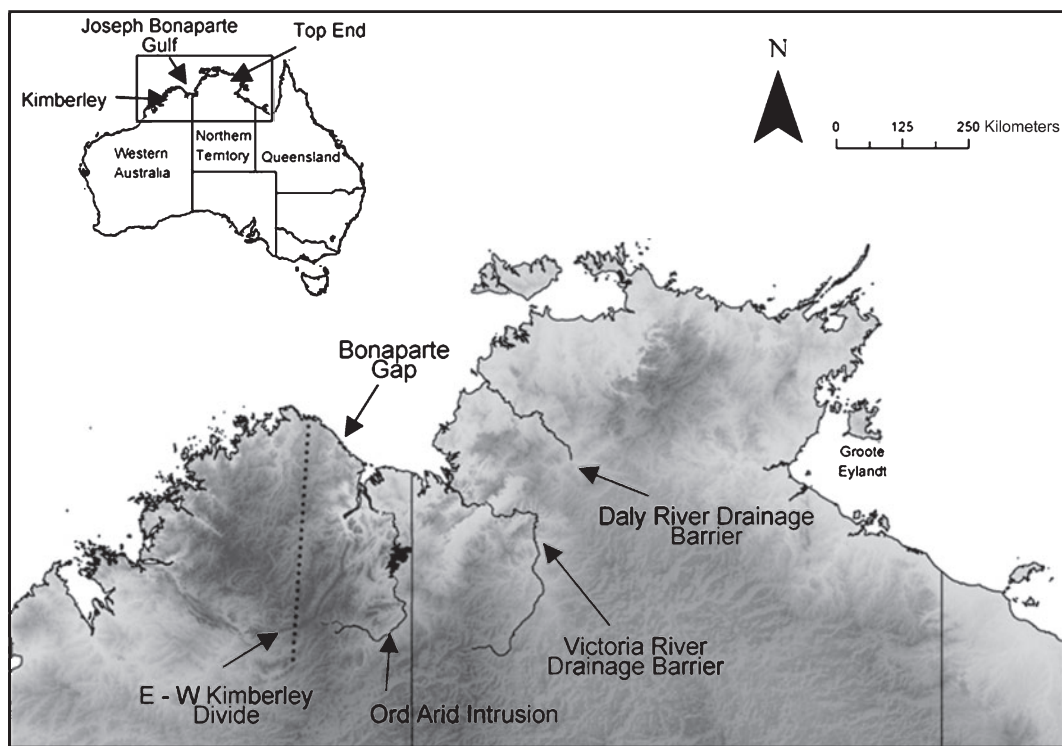 Joseph Bonaparte
Gulf
Top End
Kimberley
Western
Australia
Northern
Territory
Queensland
N
0 125 250 Kilometers
Bonaparte
Gap
Groote
Eylandt
Daly River Drainage
Barrier
Victoria River
Drainage Barrier
E - W Kimberley
Divide
Ord Arid Intrusion